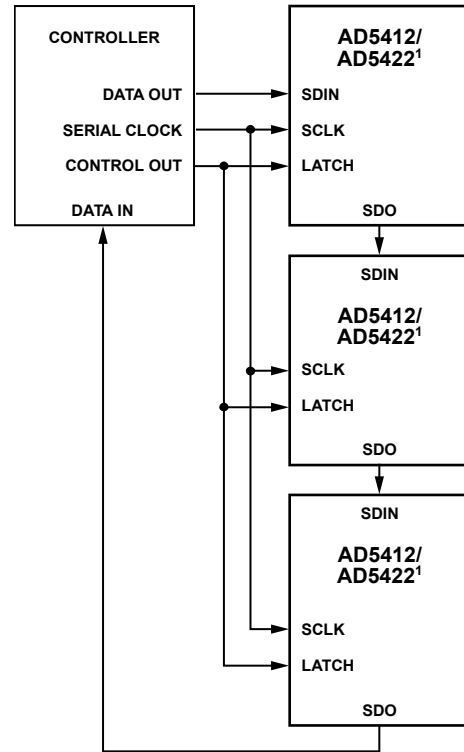 CONTROLLER
DATA OUT
SERIAL CLOCK
CONTROL OUT
DATA IN
AD5412/
AD5422¹
SDIN
SCLK
LATCH
SDO
SDIN
AD5412/
AD5422¹
SCLK
LATCH
SDO
SDIN
AD5412/
AD5422¹
SCLK
LATCH
SDO